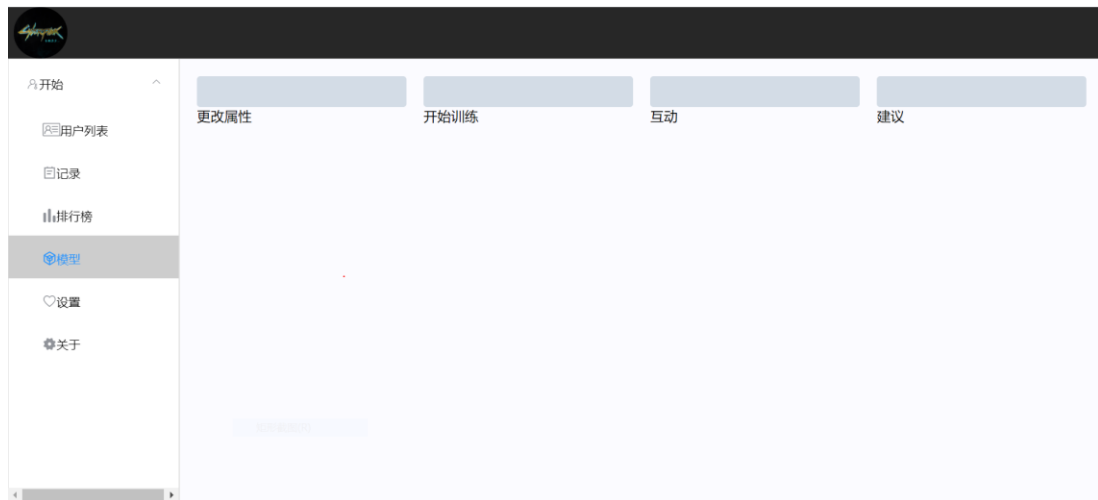 开始
用户列表
记录
排行榜
模型
设置
关于
更改属性 开始训练 互动 建议